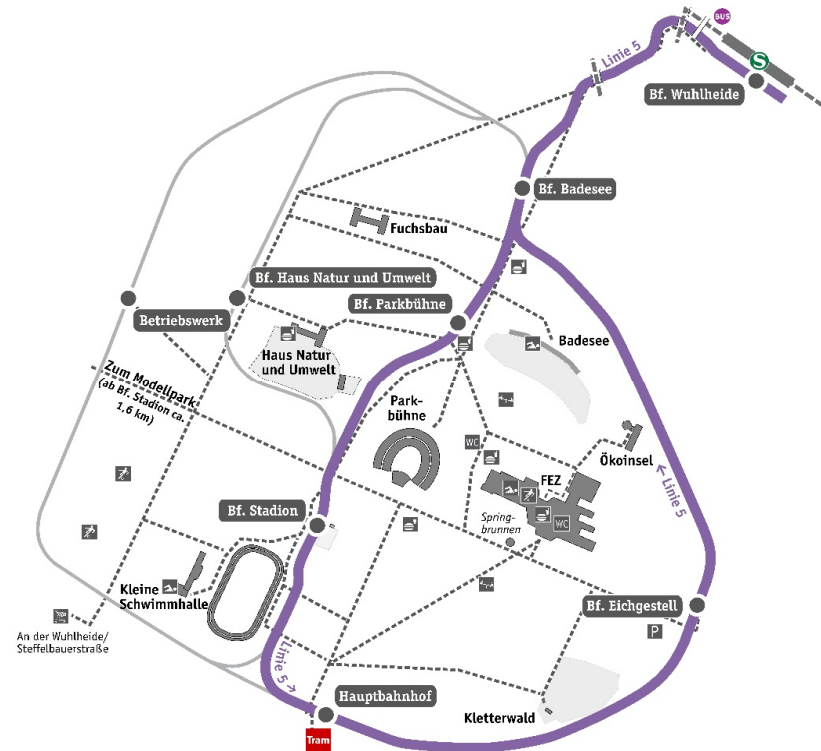 BUS
Linie 5
S
Bf. Wuhlheide
Bf. Badesee
Fuchsbau
Bf. Haus Natur und Umwelt
Bf. Parkbühne
Betriebswerk
Badesee
Haus Natur
und Umwelt
Zum Modellpark
(ab Bf. Stadion ca.
1,6 km)
Park-
bühne
WC
FEZ
Ökoinsel
← Linie 5
Bf. Stadion
Spring-
brunnen
WC
Kleine
Schwimmhalle
Bf. Eichgestell
P
An der Wuhlheide/
Steffelbauerstraße
Linie 5 →
Hauptbahnhof
Kletterwald
Tram